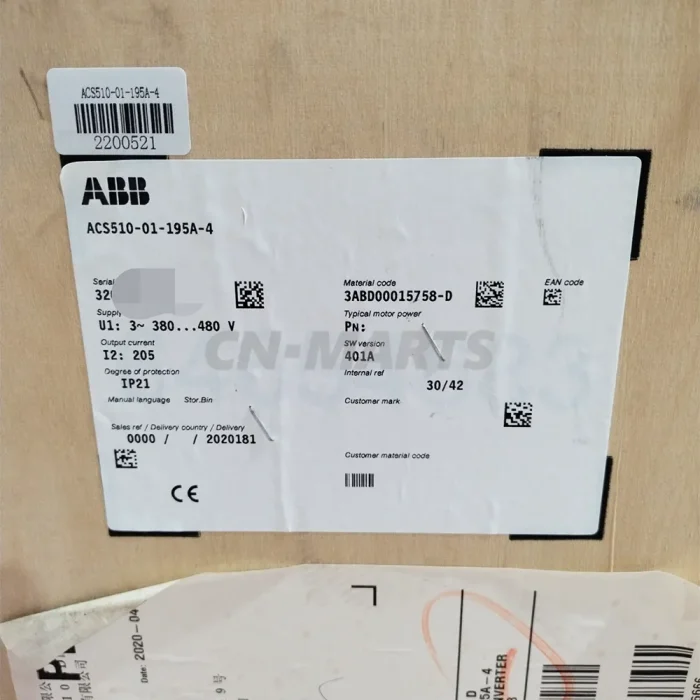 ACS510-01-195A-4
2200521
ABB
ACS510-01-195A-4
Serial
Material code
3ABD00015758-D
EAN code
Supply
U1: 3~ 380...480 V
Typical motor power
PN:
Output current
I2: 205
SW version
401A
Degree of protection
IP21
Internal ref
30/42
Manual language Stor.Bin
Customer mark
Sales ref / Delivery country / Delivery
0000 / / 2020181
Customer material code
CE
CN-MARTS
Date: 2020-04